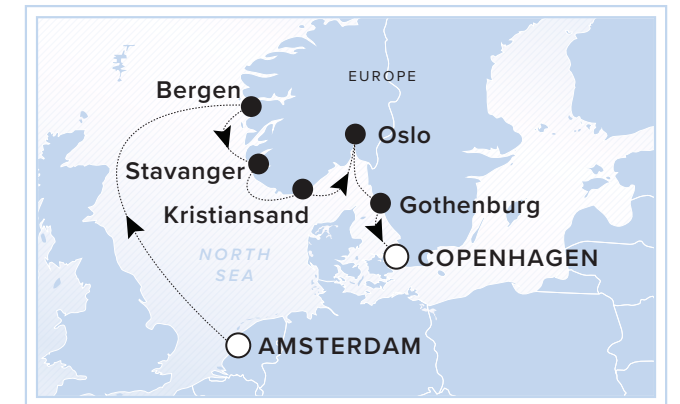 EUROPE
Bergen
Oslo
Stavanger
Kristiansand
Gothenburg
NORTH
SEA
COPENHAGEN
AMSTERDAM